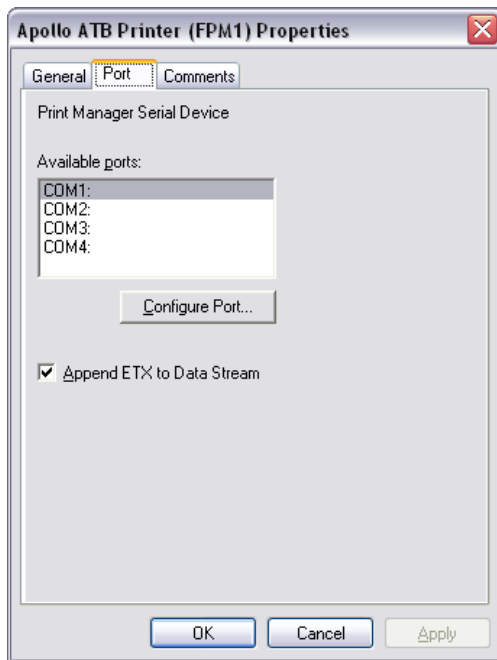 Apollo ATB Printer (FPM1) Properties
General Port Comments
Print Manager Serial Device
Available ports:
COM1:
COM2:
COM3:
COM4:
Configure Port...
Append ETX to Data Stream
OK Cancel Apply